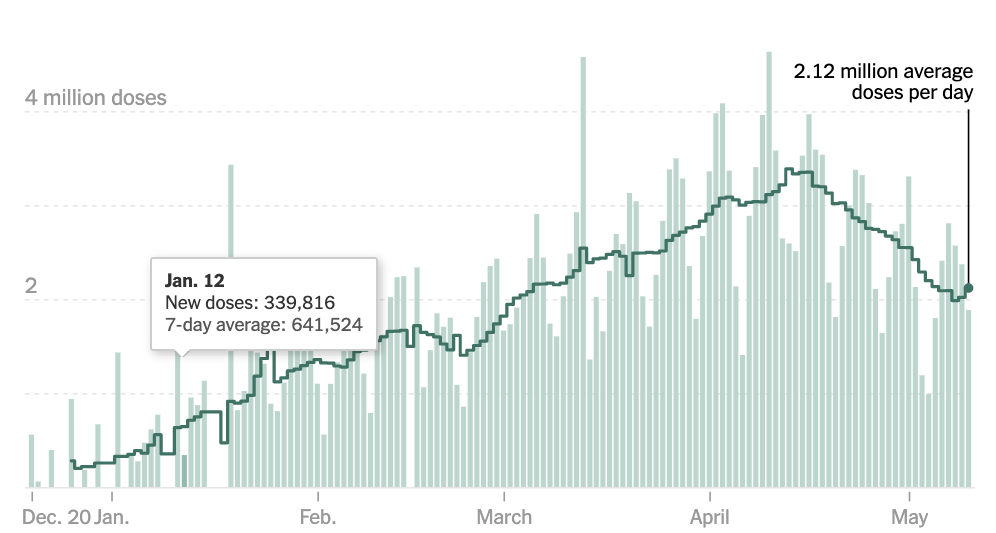 2.12 million average
doses per day
4 million doses
2
Jan. 12
New doses: 339,816
7-day average: 641,524
Dec. 20 Jan. Feb. March April May